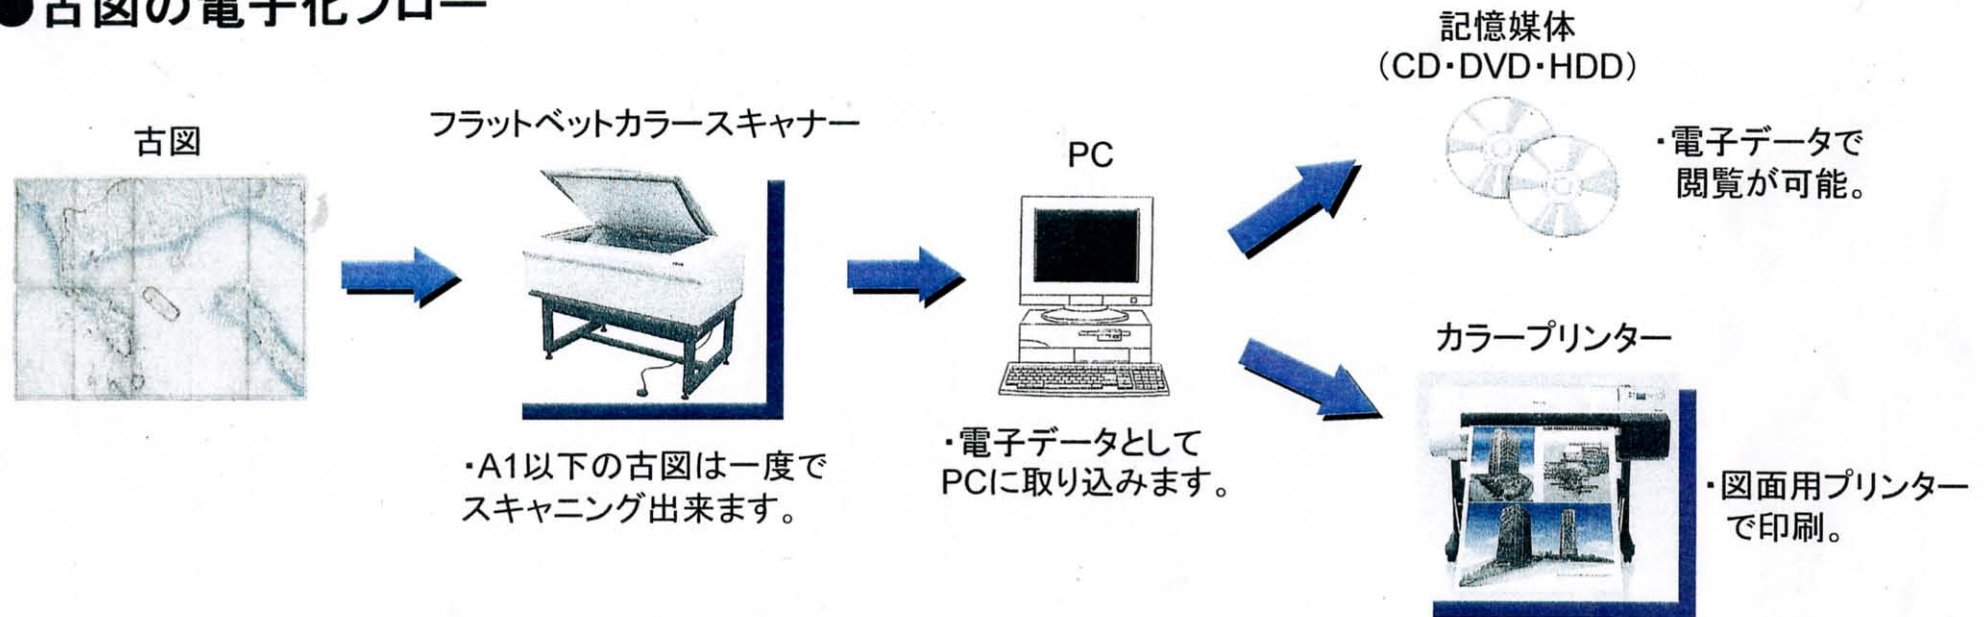 ●古図の電子化フロー
古図
フラットベットカラースキャナー
・A1以下の古図は一度で
スキャニング出来ます。
PC
・電子データとして
PCに取り込みます。
記憶媒体
（CD・DVD・HDD）
・電子データで
閲覧が可能。
カラープリンター
・図面用プリンター
で印刷。